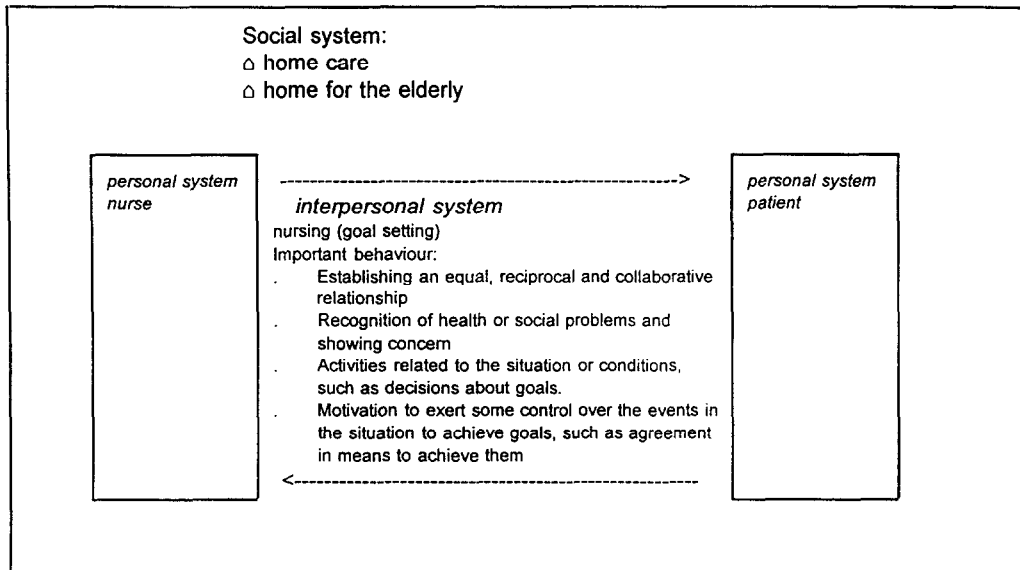 Social system:
⌂ home care
⌂ home for the elderly
personal system
nurse
---------------------------------------------------->
interpersonal system
nursing (goal setting)
Important behaviour:
. Establishing an equal, reciprocal and collaborative
relationship
. Recognition of health or social problems and
showing concern
. Activities related to the situation or conditions,
such as decisions about goals.
. Motivation to exert some control over the events in
the situation to achieve goals, such as agreement
in means to achieve them
<----------------------------------------------------
personal system
patient